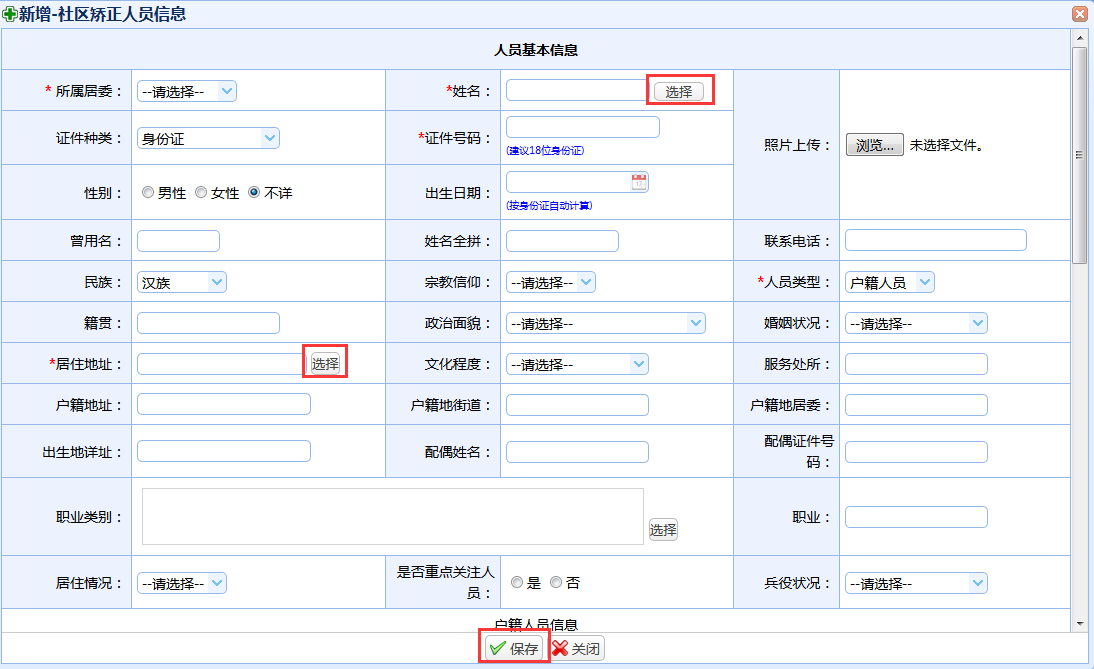 新增-社区矫正人员信息
人员基本信息
* 所属居委： --请选择-- *姓名： 选择 照片上传： 浏览... 未选择文件。
证件种类： 身份证 *证件号码： (建议18位身份证)
性别： 男性 女性 不详 出生日期： (按身份证自动计算)
曾用名： 姓名全拼： 联系电话：
民族： 汉族 宗教信仰： --请选择-- *人员类型： 户籍人员
籍贯： 政治面貌： --请选择-- 婚姻状况： --请选择--
*居住地址： 选择 文化程度： --请选择-- 服务处所：
户籍地址： 户籍地街道： 户籍地居委：
出生地详址： 配偶姓名： 配偶证件号
码：
职业类别： 选择 职业：
居住情况： --请选择-- 是否重点关注人
员： 是 否 兵役状况： --请选择--
户籍人员信息
保存 关闭